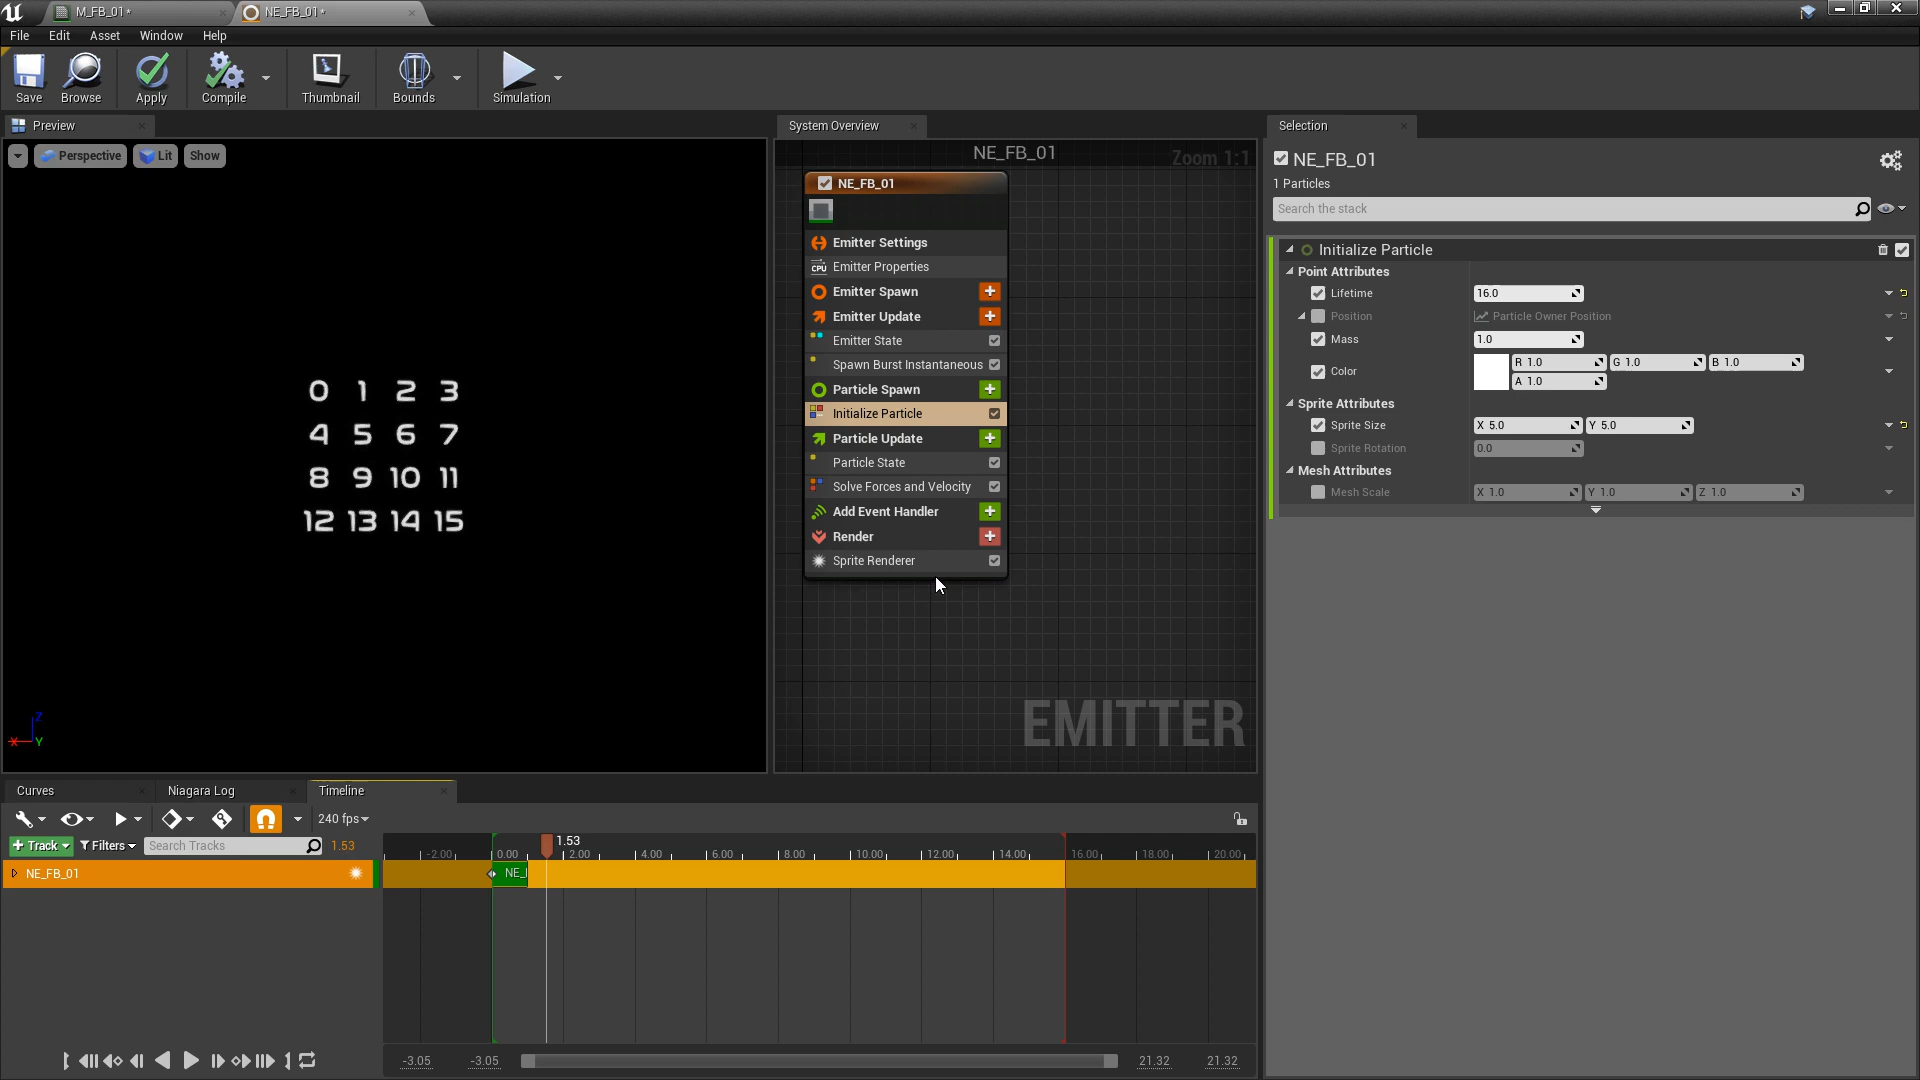 M_FB_01*
NE_FB_01*
File Edit Asset Window Help
Save Browse Apply Compile Thumbnail Bounds Simulation
Preview
Perspective Lit Show
0 1 2 3
4 5 6 7
8 9 10 11
12 13 14 15
Z
X Y
System Overview
NE_FB_01
Zoom 1:1
NE_FB_01
Emitter Settings
CPU Emitter Properties
Emitter Spawn
Emitter Update
Emitter State
Spawn Burst Instantaneous
Particle Spawn
Initialize Particle
Particle Update
Particle State
Solve Forces and Velocity
Add Event Handler
Render
Sprite Renderer
EMITTER
Selection
NE_FB_01
1 Particles
Search the stack
Initialize Particle
Point Attributes
Lifetime 16.0
Position Particle Owner Position
Mass 1.0
Color R 1.0 G 1.0 B 1.0
A 1.0
Sprite Attributes
Sprite Size X 5.0 Y 5.0
Sprite Rotation 0.0
Mesh Attributes
Mesh Scale X 1.0 Y 1.0 Z 1.0
Curves Niagara Log Timeline
240 fps
+ Track Filters Search Tracks 1.53
1.53
-2.00 0.00 2.00 4.00 6.00 8.00 10.00 12.00 14.00 16.00 18.00 20.00
NE_FB_01
NE_
-3.05 -3.05 21.32 21.32